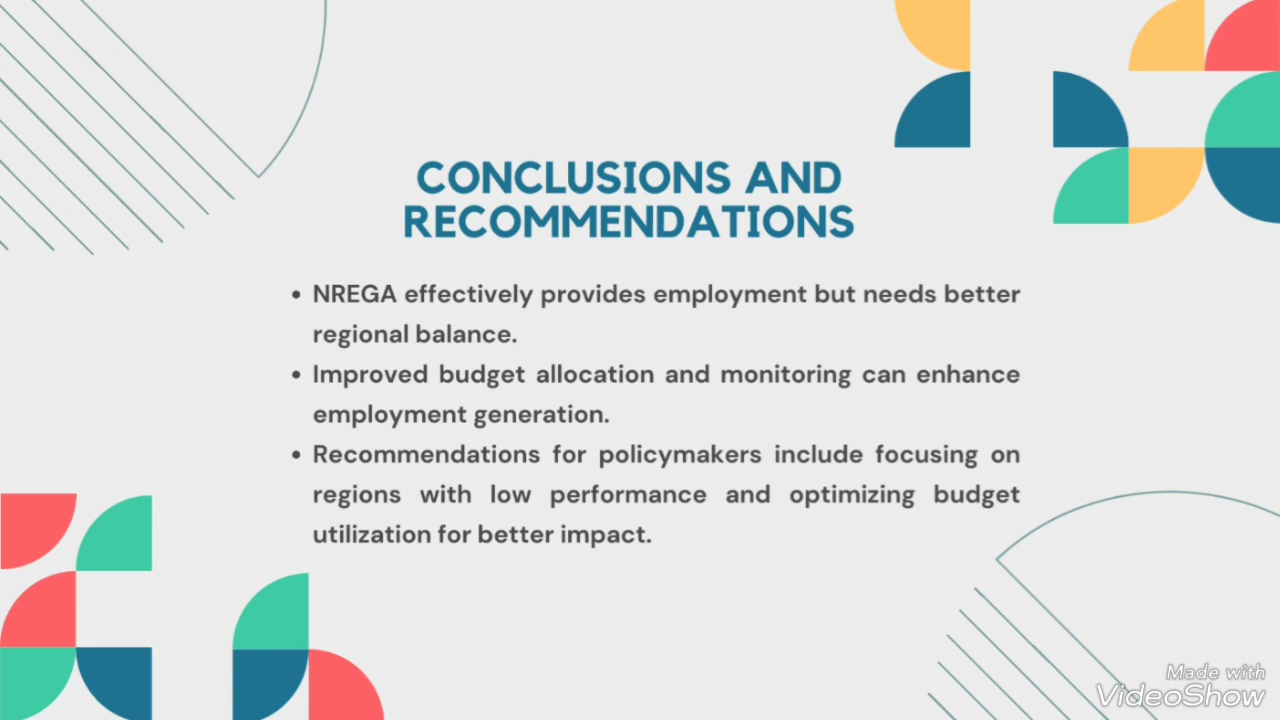 CONCLUSIONS AND
RECOMMENDATIONS
• NREGA effectively provides employment but needs better
regional balance.
• Improved budget allocation and monitoring can enhance
employment generation.
• Recommendations for policymakers include focusing on
regions with low performance and optimizing budget
utilization for better impact.
Made with
VideoShow